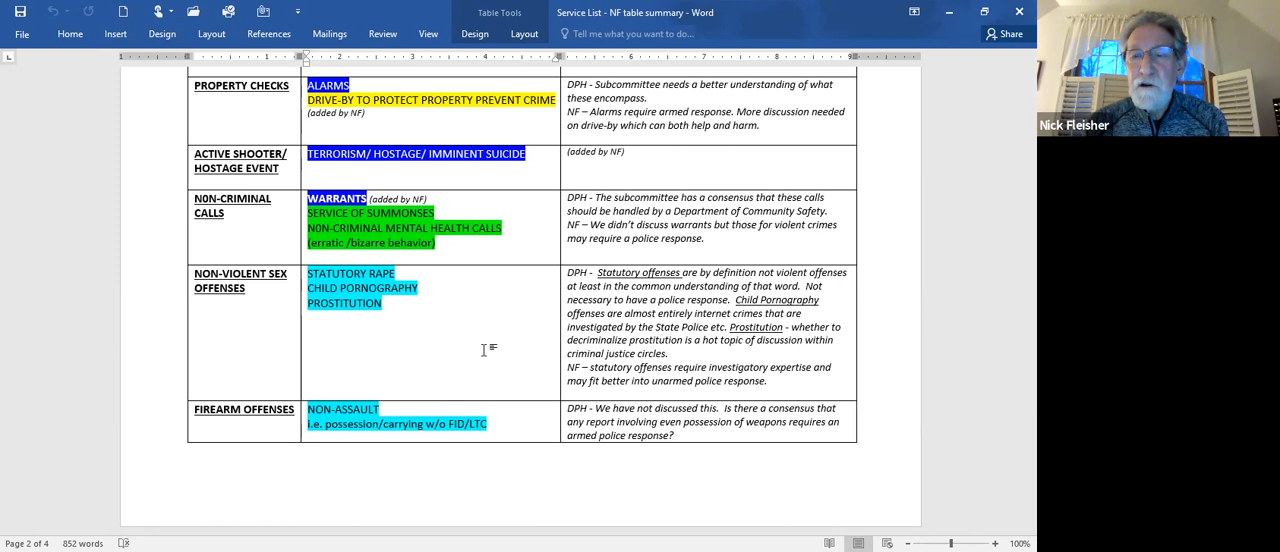 Table Tools
Service List - NF table summary - Word
File
Home
Insert
Design
Layout
References
Mailings
Review
View
Design
Layout
Tell me what you want to do...
Share
1
2
4
9
PROPERTY CHECKS
ALARMS
DRIVE-BY TO PROTECT PROPERTY PREVENT CRIME
(added by NF)
DPH - Subcommittee needs a better understanding of what
these encompass.
NF – Alarms require armed response. More discussion needed
on drive-by which can both help and harm.
ACTIVE SHOOTER/
HOSTAGE EVENT
TERRORISM/ HOSTAGE/ IMMINENT SUICIDE
(added by NF)
N0N-CRIMINAL
CALLS
WARRANTS (added by NF)
SERVICE OF SUMMONSES
N0N-CRIMINAL MENTAL HEALTH CALLS
(erratic /bizarre behavior)
DPH - The subcommittee has a consensus that these calls
should be handled by a Department of Community Safety.
NF – We didn't discuss warrants but those for violent crimes
may require a police response.
NON-VIOLENT SEX
OFFENSES
STATUTORY RAPE
CHILD PORNOGRAPHY
PROSTITUTION
DPH - Statutory offenses are by definition not violent offenses
at least in the common understanding of that word. Not
necessary to have a police response. Child Pornography
offenses are almost entirely internet crimes that are
investigated by the State Police etc. Prostitution - whether to
decriminalize prostitution is a hot topic of discussion within
criminal justice circles.
NF – statutory offenses require investigatory expertise and
may fit better into unarmed police response.
FIREARM OFFENSES
NON-ASSAULT
i.e. possession/carrying w/o FID/LTC
DPH - We have not discussed this. Is there a consensus that
any report involving even possession of weapons requires an
armed police response?
Page 2 of 4
852 words
100%
Nick Fleisher